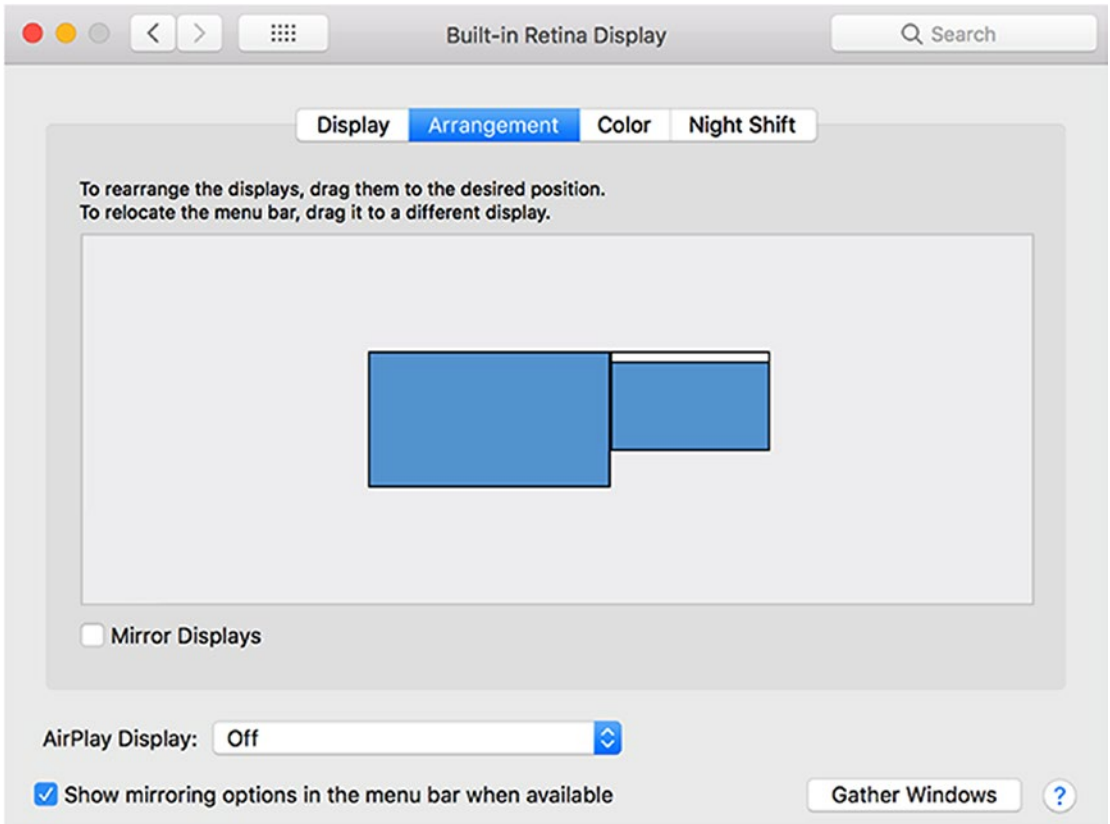 Built-in Retina Display
Search
Display Arrangement Color Night Shift
To rearrange the displays, drag them to the desired position.
To relocate the menu bar, drag it to a different display.
Mirror Displays
AirPlay Display: Off
Show mirroring options in the menu bar when available
Gather Windows ?